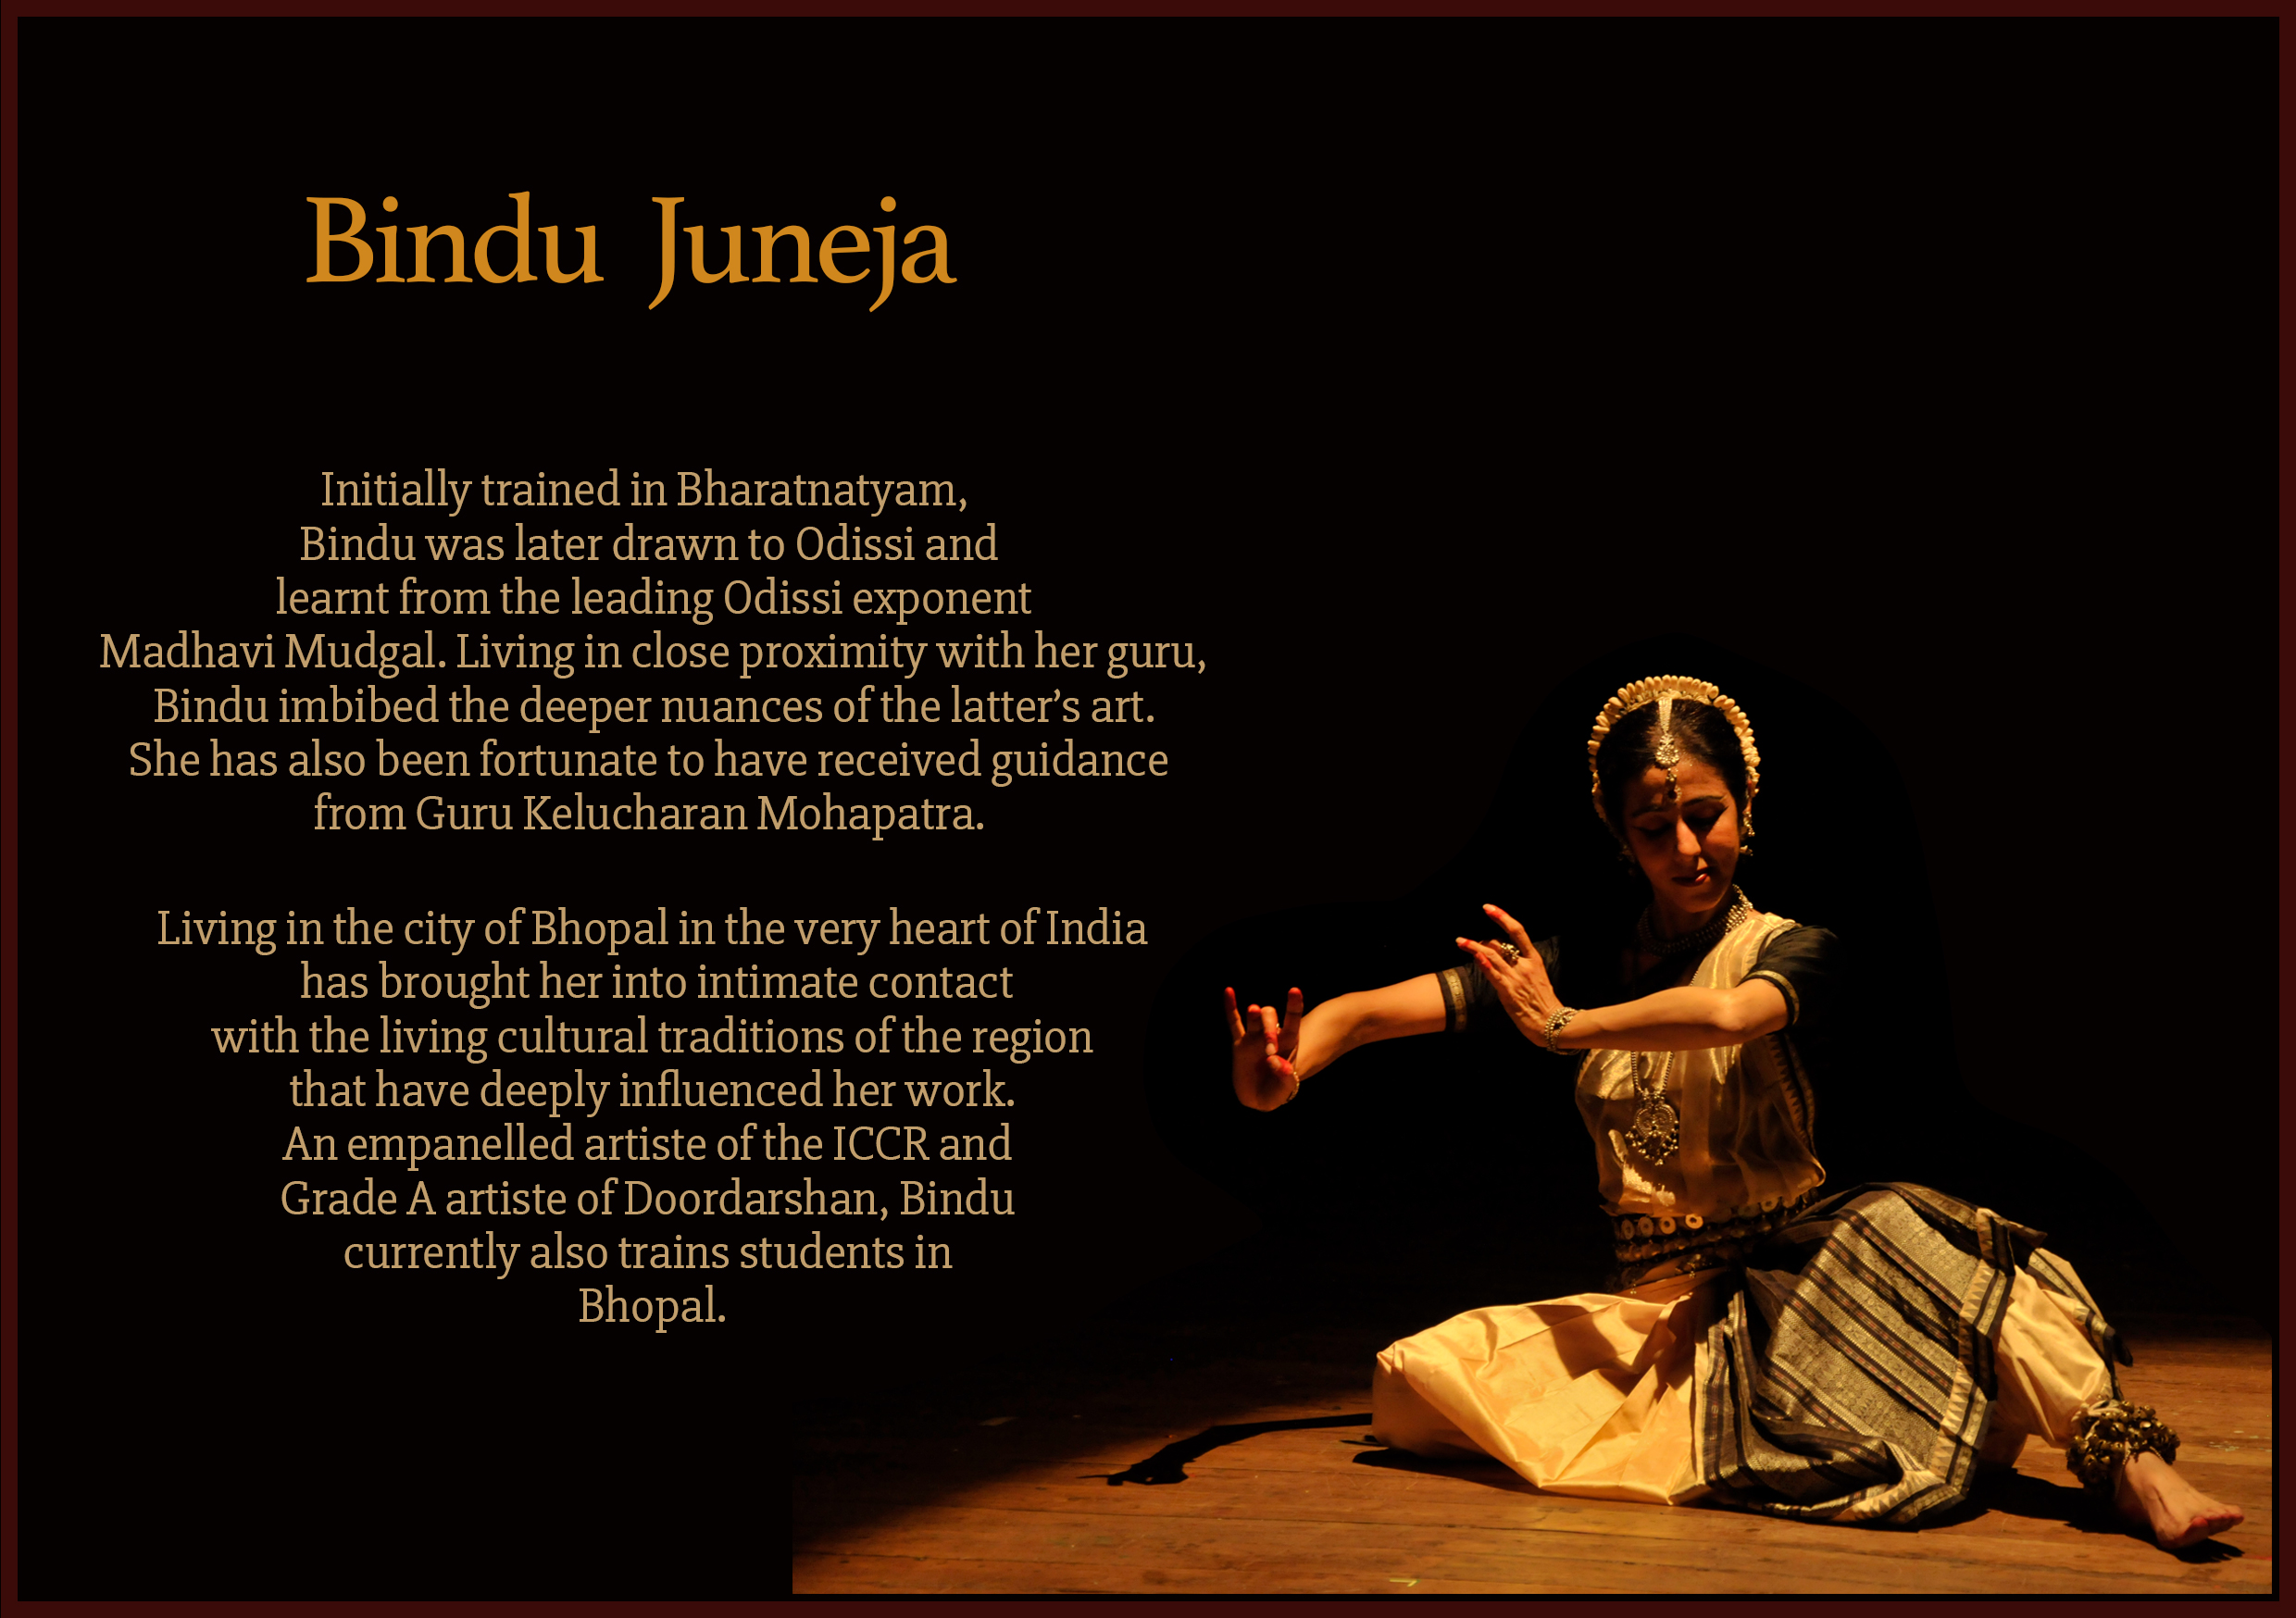 Bindu Juneja
Initially trained in Bharatnatyam,
Bindu was later drawn to Odissi and
learnt from the leading Odissi exponent
Madhavi Mudgal. Living in close proximity with her guru,
Bindu imbibed the deeper nuances of the latter’s art.
She has also been fortunate to have received guidance
from Guru Kelucharan Mohapatra.
Living in the city of Bhopal in the very heart of India
has brought her into intimate contact
with the living cultural traditions of the region
that have deeply influenced her work.
An empanelled artiste of the ICCR and
Grade A artiste of Doordarshan, Bindu
currently also trains students in
Bhopal.